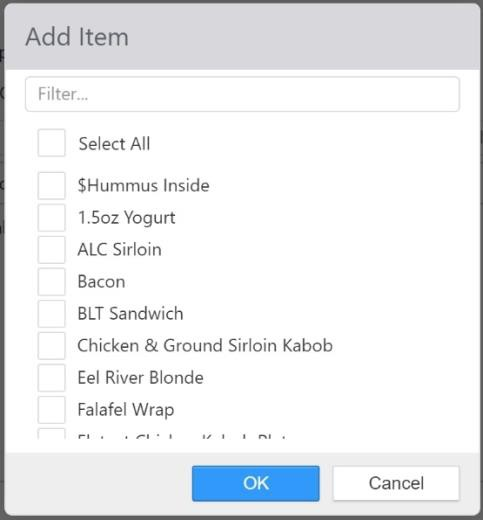 Add Item
Filter...
Select All
$Hummus Inside
1.5oz Yogurt
ALC Sirloin
Bacon
BLT Sandwich
Chicken & Ground Sirloin Kabob
Eel River Blonde
Falafel Wrap
OK
Cancel